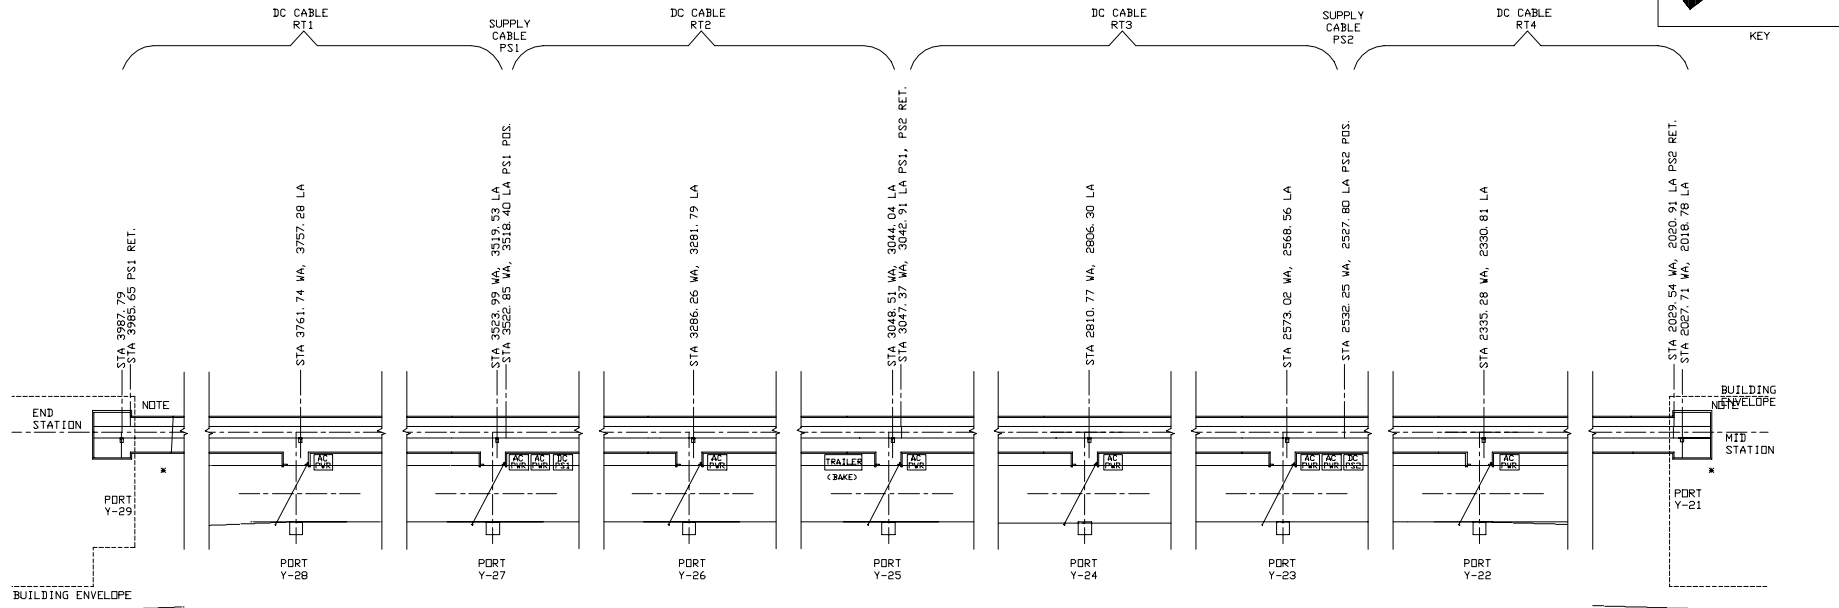 DC CABLE
RT1
SUPPLY
CABLE
PS1
DC CABLE
RT2
DC CABLE
RT3
SUPPLY
CABLE
PS2
DC CABLE
RT4
KEY
STA 3987.79
STA 3985.65 PS1 RET.
STA 3761.74 WA, 3757.28 LA
STA 3523.99 WA, 3519.53 LA
STA 3522.85 WA, 3518.40 LA PS1 POS.
STA 3286.26 WA, 3281.79 LA
STA 3048.51 WA, 3044.04 LA
STA 3047.37 WA, 3042.91 LA PS1, PS2 RET.
STA 2810.77 WA, 2806.30 LA
STA 2573.02 WA, 2568.56 LA
STA 2532.25 WA, 2527.80 LA PS2 POS.
STA 2335.28 WA, 2330.81 LA
STA 2029.54 WA, 2020.91 LA PS2 RET.
STA 2027.71 WA, 2018.78 LA
END
STATION
NOTE
*
PORT
Y-29
BUILDING ENVELOPE
AC
PWR
PORT
Y-28
AC
PWR
AC
PWR
DC
PS1
PORT
Y-27
AC
PWR
PORT
Y-26
TRAILER
(BAKE)
AC
PWR
PORT
Y-25
AC
PWR
PORT
Y-24
AC
PWR
AC
PWR
DC
PS2
PORT
Y-23
AC
PWR
PORT
Y-22
BUILDING
ENVELOPE
NOTE
MID
STATION
*
PORT
Y-21